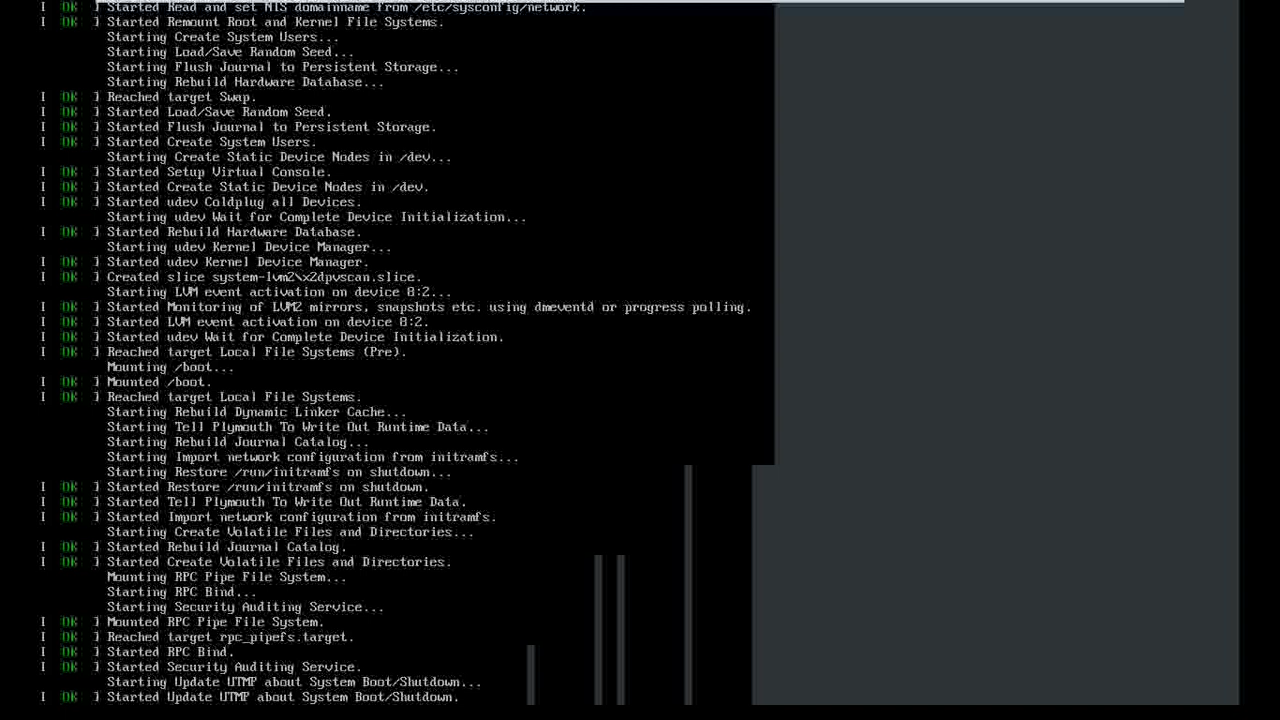 ] Started Read and set NIS domainname from /etc/sysconfig/network.
[ OK ] Started Remount Root and Kernel File Systems.
Starting Create System Users...
Starting Load/Save Random Seed...
Starting Flush Journal to Persistent Storage...
Starting Rebuild Hardware Database...
[ OK ] Reached target Swap.
[ OK ] Started Load/Save Random Seed.
[ OK ] Started Flush Journal to Persistent Storage.
[ OK ] Started Create System Users.
Starting Create Static Device Nodes in /dev...
[ OK ] Started Setup Virtual Console.
[ OK ] Started Create Static Device Nodes in /dev.
[ OK ] Started udev Coldplug all Devices.
Starting udev Wait for Complete Device Initialization...
[ OK ] Started Rebuild Hardware Database.
Starting udev Kernel Device Manager...
[ OK ] Started udev Kernel Device Manager.
[ OK ] Created slice system-lvm2\x2dpvscan.slice.
Starting LVM event activation on device 8:2...
[ OK ] Started Monitoring of LVM2 mirrors, snapshots etc. using dmeventd or progress polling.
[ OK ] Started LVM event activation on device 8:2.
[ OK ] Started udev Wait for Complete Device Initialization.
[ OK ] Reached target Local File Systems (Pre).
Mounting /boot...
[ OK ] Mounted /boot.
[ OK ] Reached target Local File Systems.
Starting Rebuild Dynamic Linker Cache...
Starting Tell Plymouth To Write Out Runtime Data...
Starting Rebuild Journal Catalog...
Starting Import network configuration from initramfs...
Starting Restore /run/initramfs on shutdown...
[ OK ] Started Restore /run/initramfs on shutdown.
[ OK ] Started Tell Plymouth To Write Out Runtime Data.
[ OK ] Started Import network configuration from initramfs.
Starting Create Volatile Files and Directories...
[ OK ] Started Rebuild Journal Catalog.
[ OK ] Started Create Volatile Files and Directories.
Mounting RPC Pipe File System...
Starting RPC Bind...
Starting Security Auditing Service...
[ OK ] Mounted RPC Pipe File System.
[ OK ] Reached target rpc_pipefs.target.
[ OK ] Started RPC Bind.
[ OK ] Started Security Auditing Service.
Starting Update UTMP about System Boot/Shutdown...
[ OK ] Started Update UTMP about System Boot/Shutdown.